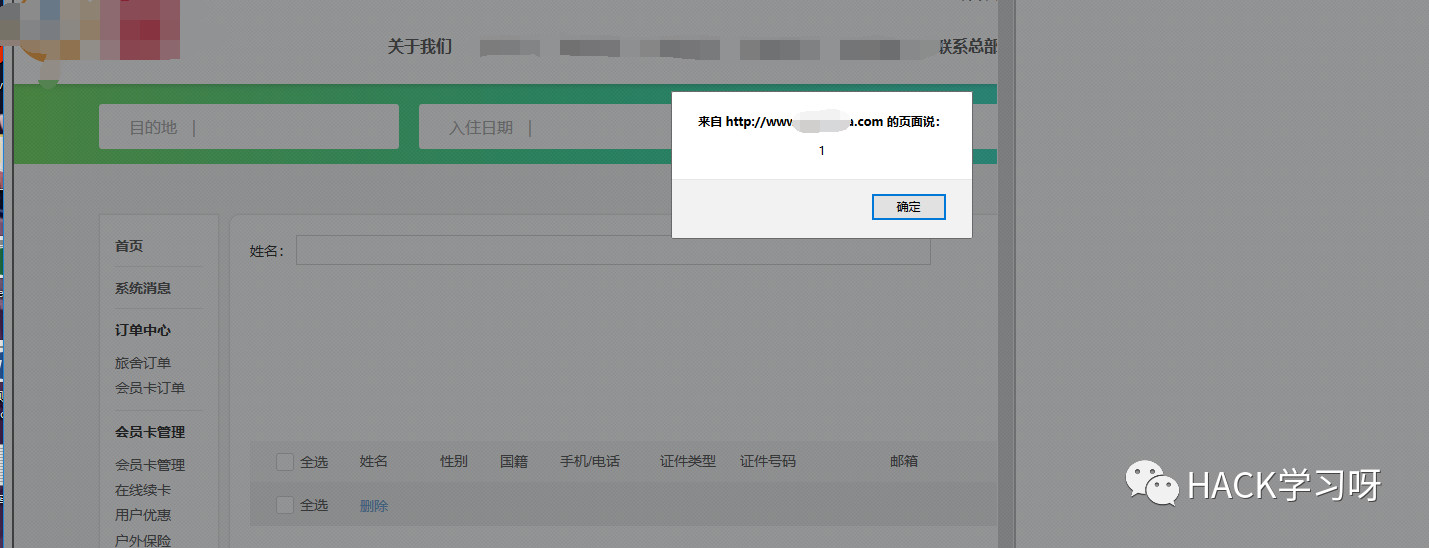 关于我们
联系总部
目的地
入住日期
来自 http://www
a.com 的页面说:
1
确定
首页
系统消息
订单中心
旅舍订单
会员卡订单
会员卡管理
会员卡管理
在线续卡
用户优惠
户外保险
姓名:
全选 姓名 性别 国籍 手机/电话 证件类型 证件号码 邮箱
全选 删除
HACK学习呀